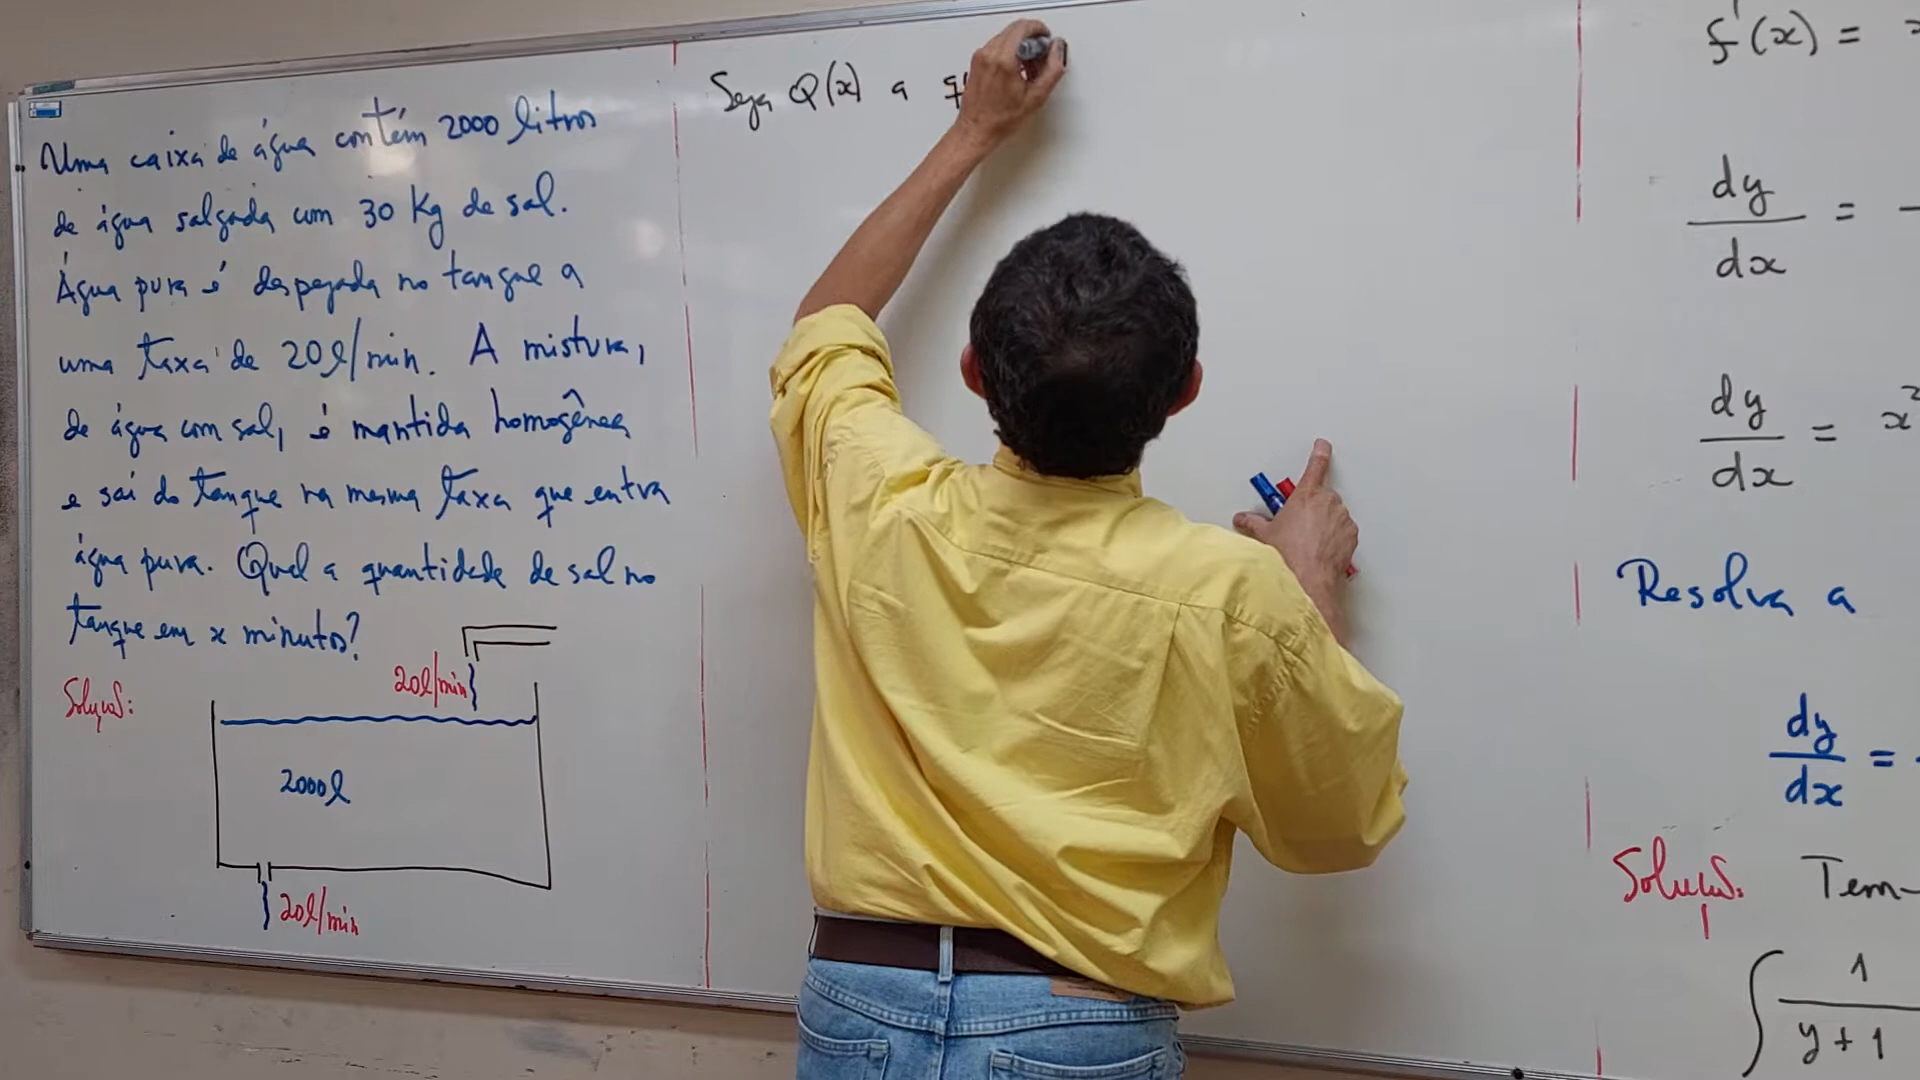 Uma caixa de água contém 2000 litros
de água salgada com 30 Kg de sal.
Água pura é despejada no tanque a
uma taxa de 20l/min. A mistura,
de água com sal, é mantida homogênea
e sai do tanque na mesma taxa que entra
água pura. Qual a quantidade de sal no
tanque em x minutos?
Solução:
20l/min
2000l
20l/min
Seja Q(x) a q
f'(x) =
dy/dx =
dy/dx = x²
Resolva a
dy/dx =
Solução: Tem-
∫ 1/(y+1)